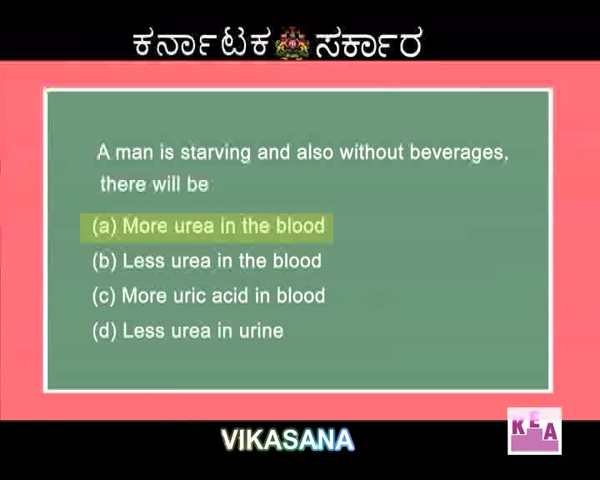 ಕರ್ನಾಟಕ ಸರ್ಕಾರ
A man is starving and also without beverages,
there will be
(a) More urea in the blood
(b) Less urea in the blood
(c) More uric acid in blood
(d) Less urea in urine
VIKASANA
KEA